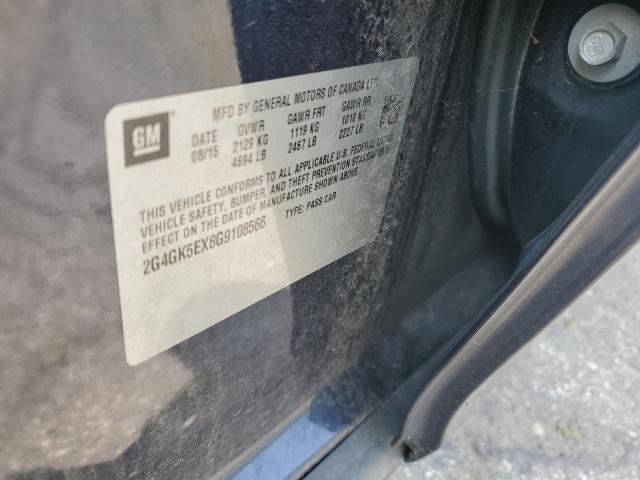 GM
MFD BY GENERAL MOTORS OF CANADA LTD.
DATE GVWR GAWR FRT GAWR RR
08/15 2129 KG 1119 KG 1010 KG
4694 LB 2467 LB 2227 LB
THIS VEHICLE CONFORMS TO ALL APPLICABLE U.S. FEDERAL MOTOR
VEHICLE SAFETY, BUMPER, AND THEFT PREVENTION STANDARDS IN
EFFECT ON THE DATE OF MANUFACTURE SHOWN ABOVE.
2G4GK5EX8G9108566 TYPE: PASS CAR